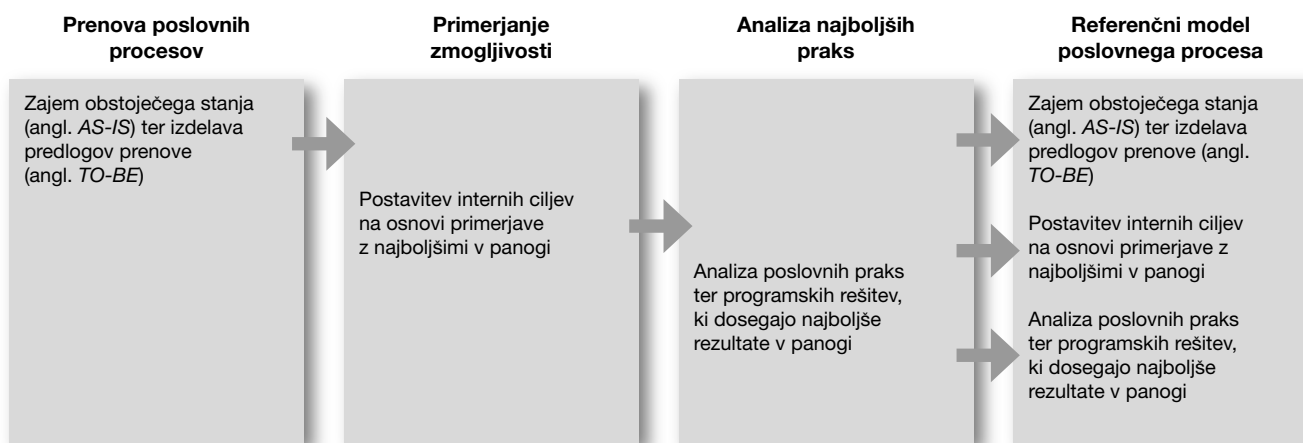 Prenova poslovnih
procesov
Primerjanje
zmogljivosti
Analiza najboljših
praks
Referenčni model
poslovnega procesa
Zajem obstoječega stanja
(angl. AS-IS) ter izdelava
predlogov prenove
(angl. TO-BE)
Postavitev internih ciljev
na osnovi primerjave
z najboljšimi v panogi
Analiza poslovnih praks
ter programskih rešitev,
ki dosegajo najboljše
rezultate v panogi
Zajem obstoječega stanja
(angl. AS-IS) ter izdelava
predlogov prenove (angl.
TO-BE)
Postavitev internih ciljev
na osnovi primerjave z
najboljšimi v panogi
Analiza poslovnih praks
ter programskih rešitev,
ki dosegajo najboljše
rezultate v panogi